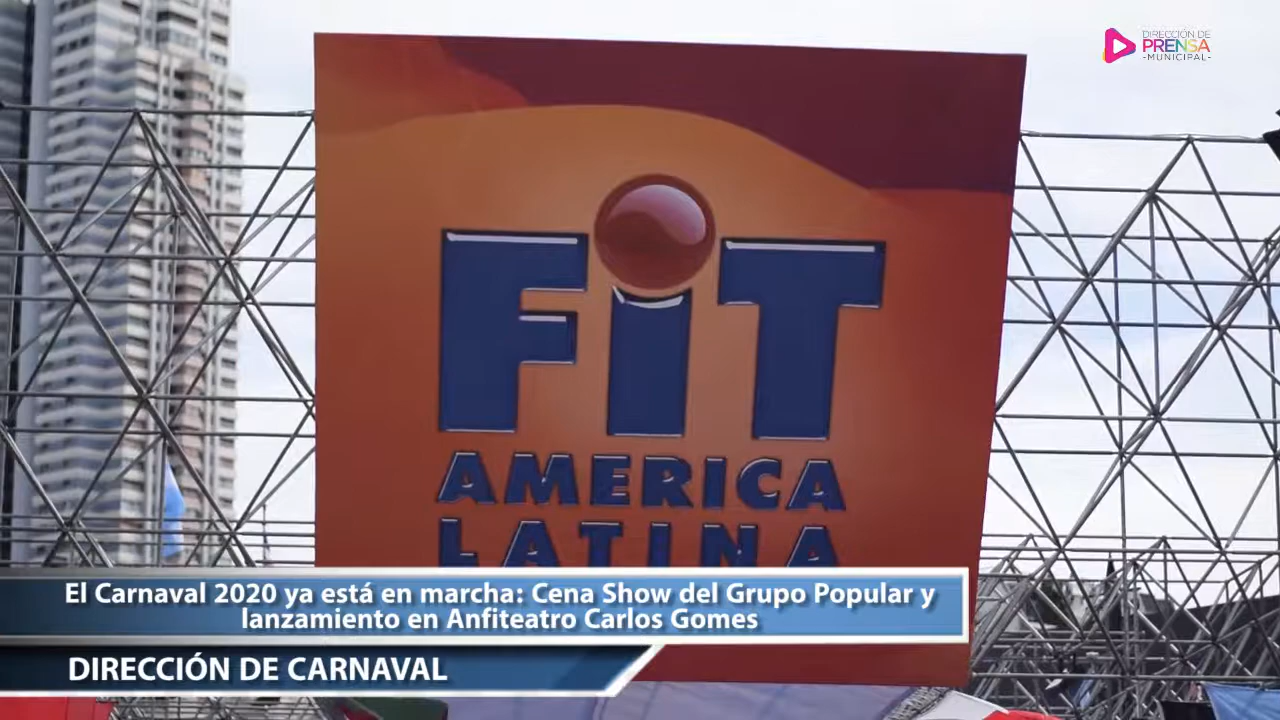 DIRECCIÓN DE
PRENSA
-MUNICIPAL-
FiT
AMERICA
LATINA
El Carnaval 2020 ya está en marcha: Cena Show del Grupo Popular y
lanzamiento en Anfiteatro Carlos Gomes
DIRECCIÓN DE CARNAVAL